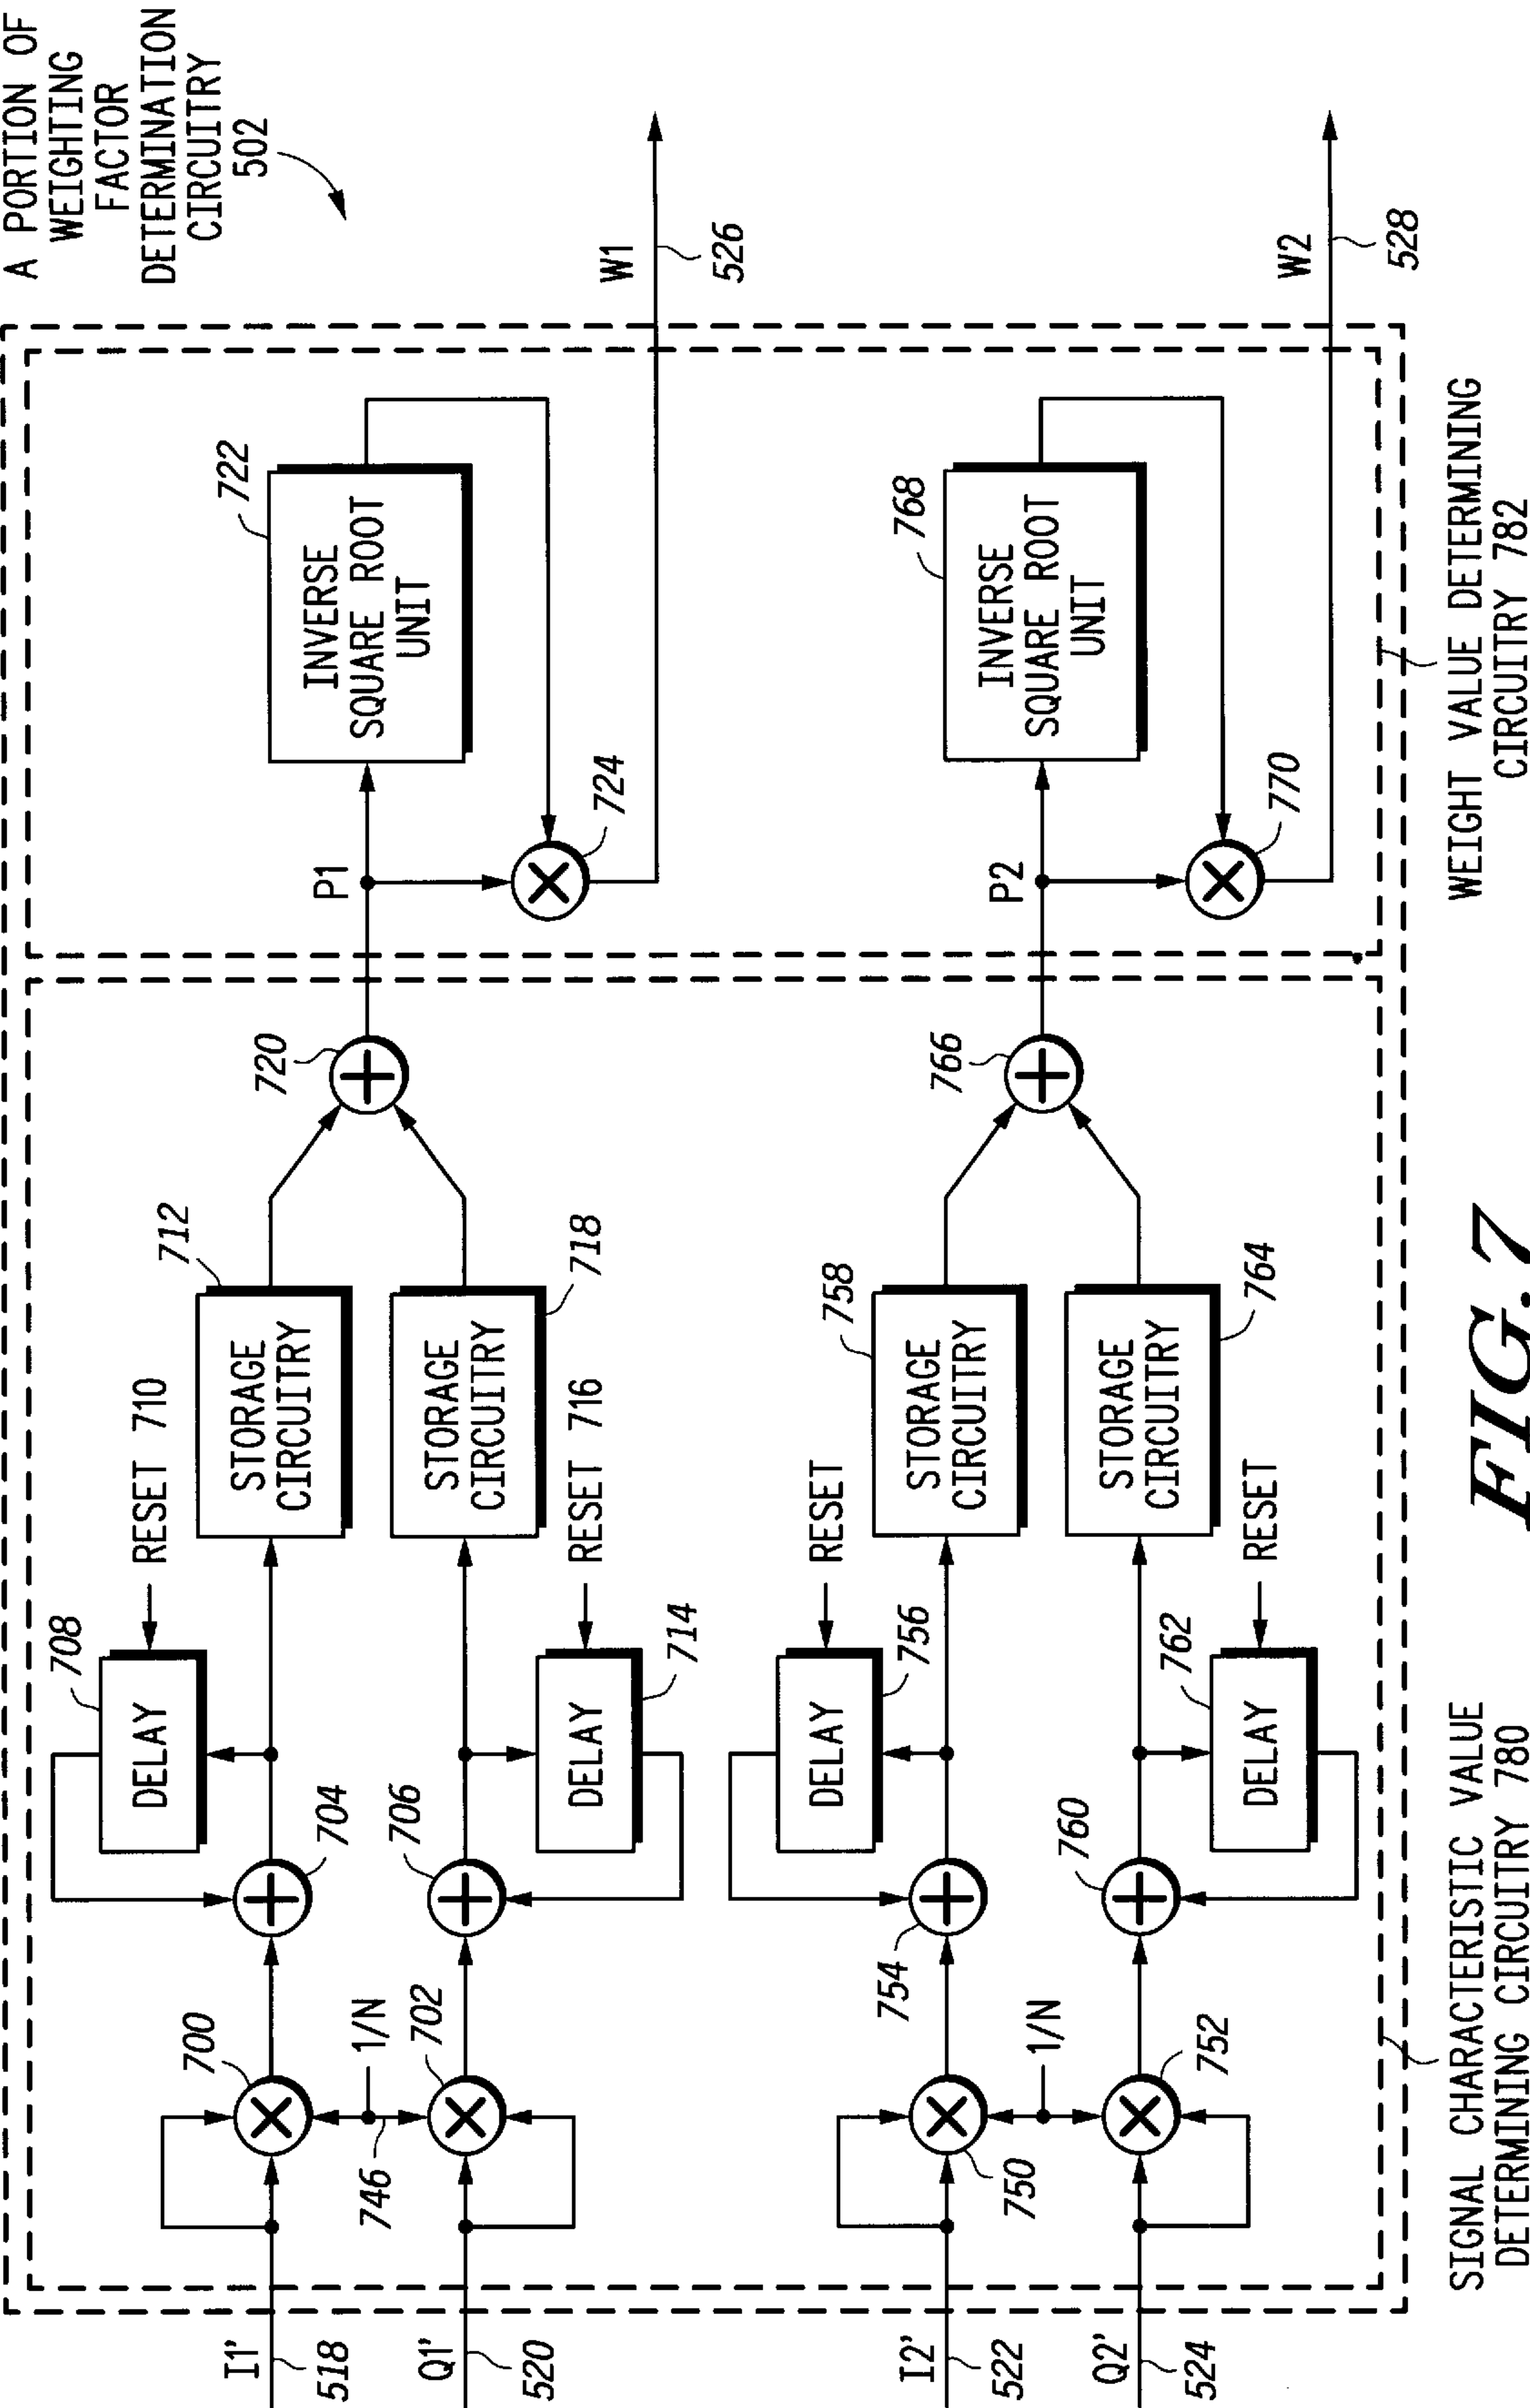 A PORTION OF
WEIGHTING
FACTOR
DETERMINATION
CIRCUITRY
502
I1'
518
Q1'
520
I2'
522
Q2'
524
700
746
1/N
702
704
706
708
DELAY
RESET 710
714
DELAY
RESET 716
712
STORAGE
CIRCUITRY
718
STORAGE
CIRCUITRY
720
P1
722
INVERSE
SQUARE ROOT
UNIT
724
W1
526
750
1/N
752
754
760
756
DELAY
RESET
762
DELAY
RESET
758
STORAGE
CIRCUITRY
764
STORAGE
CIRCUITRY
766
P2
768
INVERSE
SQUARE ROOT
UNIT
770
W2
528
SIGNAL CHARACTERISTIC VALUE
DETERMINING CIRCUITRY 780
WEIGHT VALUE DETERMINING
CIRCUITRY 782
FIG.7